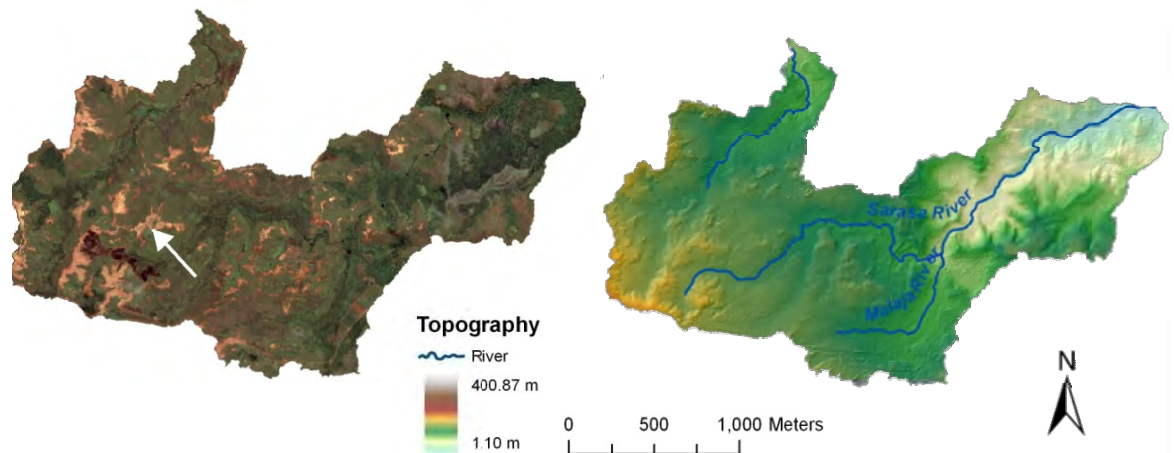 Sarasa River
Malaja River
Topography
River
400.87 m
1.10 m
0 500 1,000 Meters
N